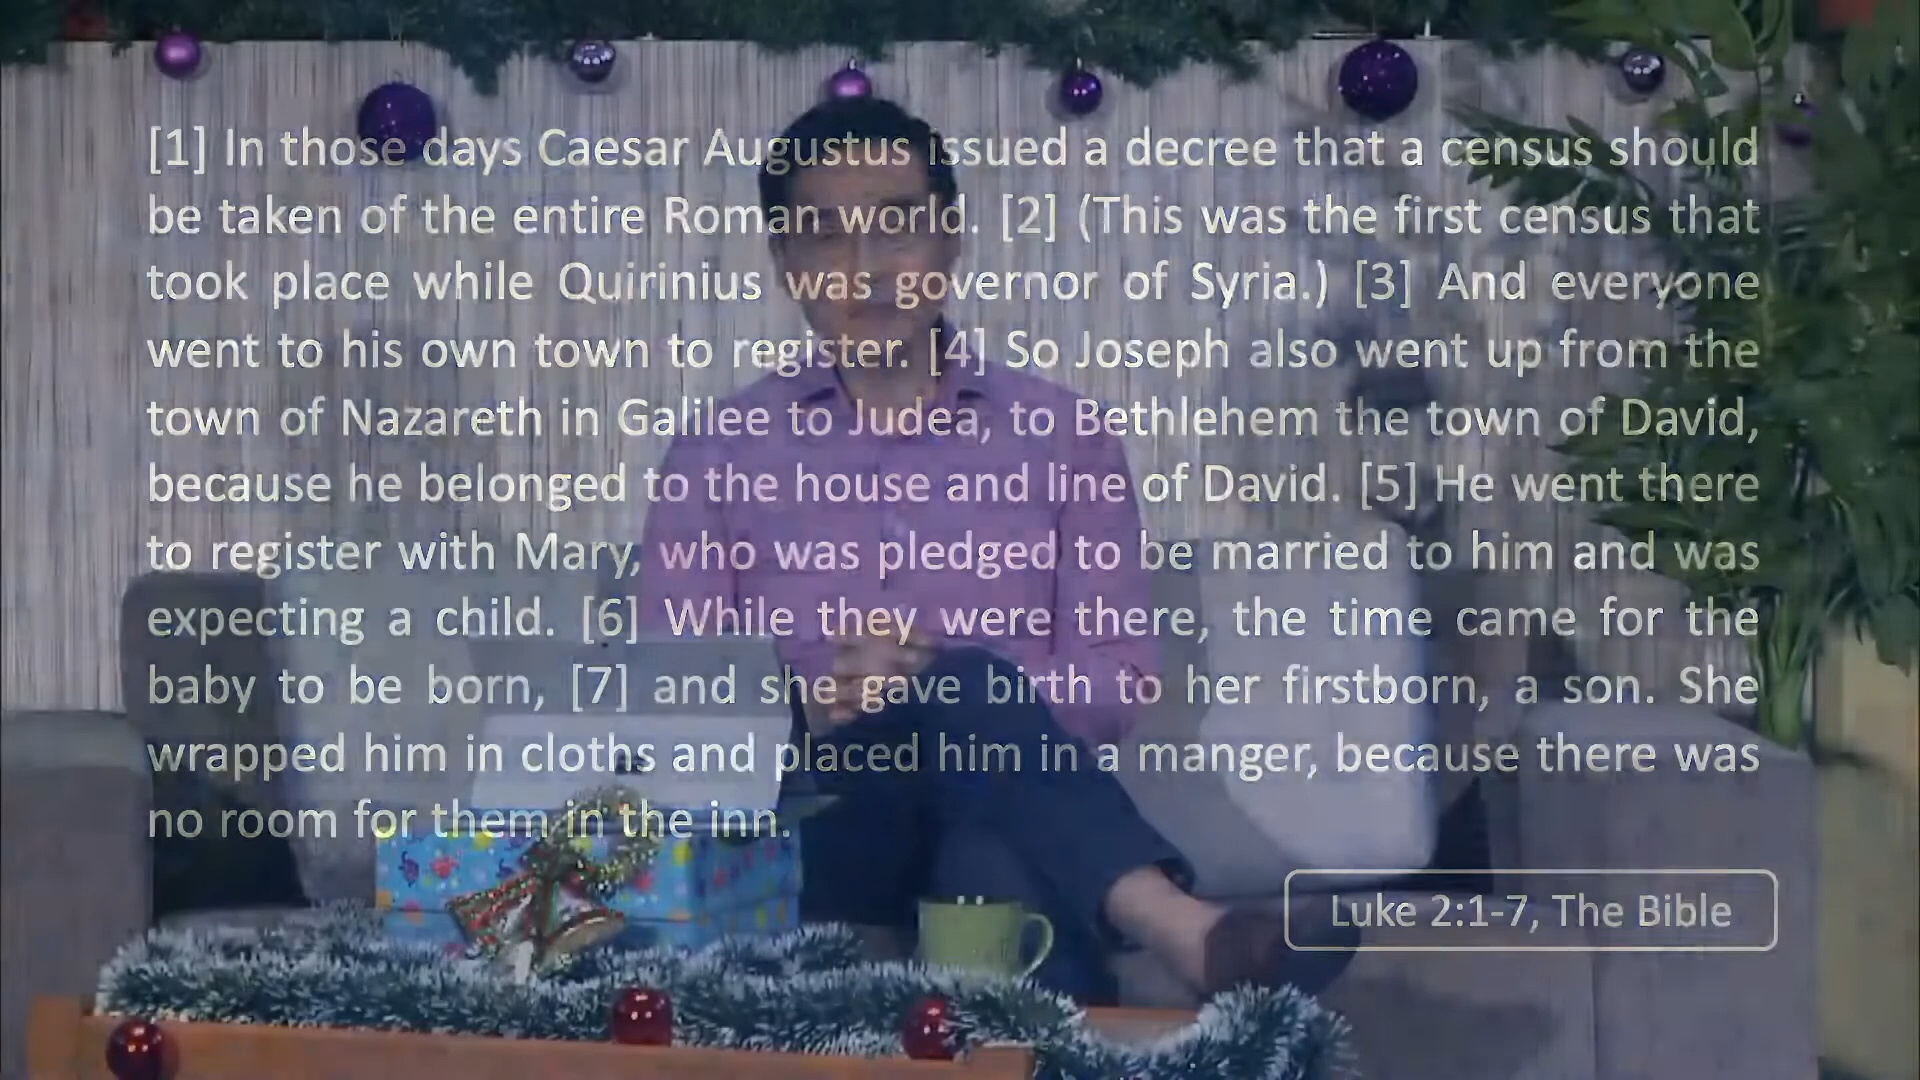 [1] In those days Caesar Augustus issued a decree that a census should
be taken of the entire Roman world. [2] (This was the first census that
took place while Quirinius was governor of Syria.) [3] And everyone
went to his own town to register. [4] So Joseph also went up from the
town of Nazareth in Galilee to Judea, to Bethlehem the town of David,
because he belonged to the house and line of David. [5] He went there
to register with Mary, who was pledged to be married to him and was
expecting a child. [6] While they were there, the time came for the
baby to be born, [7] and she gave birth to her firstborn, a son. She
wrapped him in cloths and placed him in a manger, because there was
no room for them in the inn.
Luke 2:1-7, The Bible